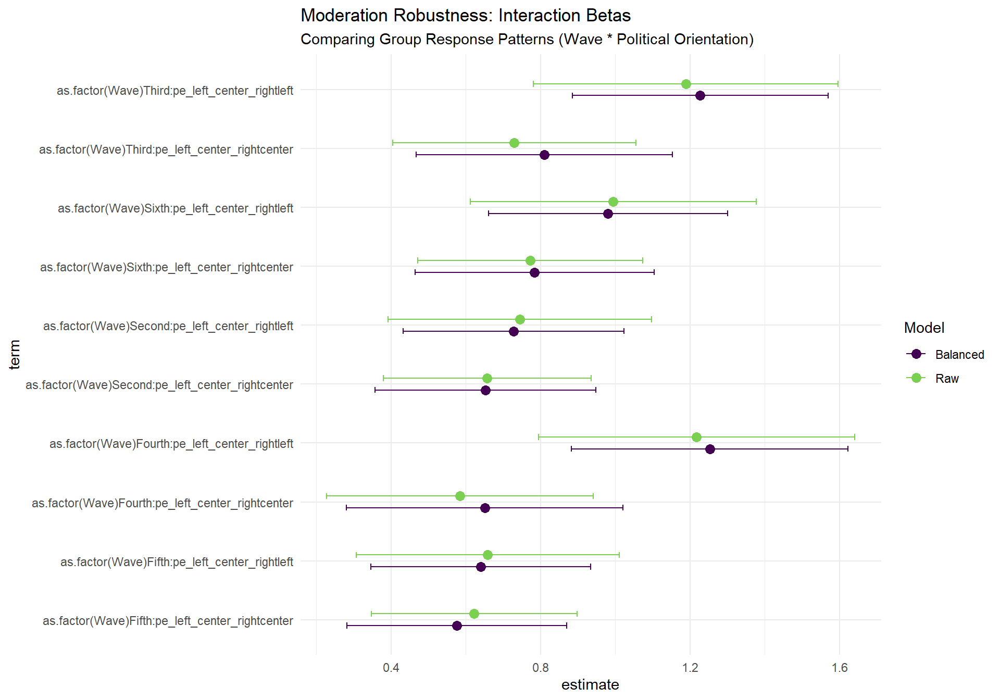 Moderation Robustness: Interaction Betas
Comparing Group Response Patterns (Wave * Political Orientation)
as.factor(Wave)Third:pe_left_center_rightleft
as.factor(Wave)Third:pe_left_center_rightcenter
as.factor(Wave)Sixth:pe_left_center_rightleft
as.factor(Wave)Sixth:pe_left_center_rightcenter
as.factor(Wave)Second:pe_left_center_rightleft
as.factor(Wave)Second:pe_left_center_rightcenter
as.factor(Wave)Fourth:pe_left_center_rightleft
as.factor(Wave)Fourth:pe_left_center_rightcenter
as.factor(Wave)Fifth:pe_left_center_rightleft
as.factor(Wave)Fifth:pe_left_center_rightcenter
term
0.4
0.8
1.2
1.6
estimate
Model
Balanced
Raw